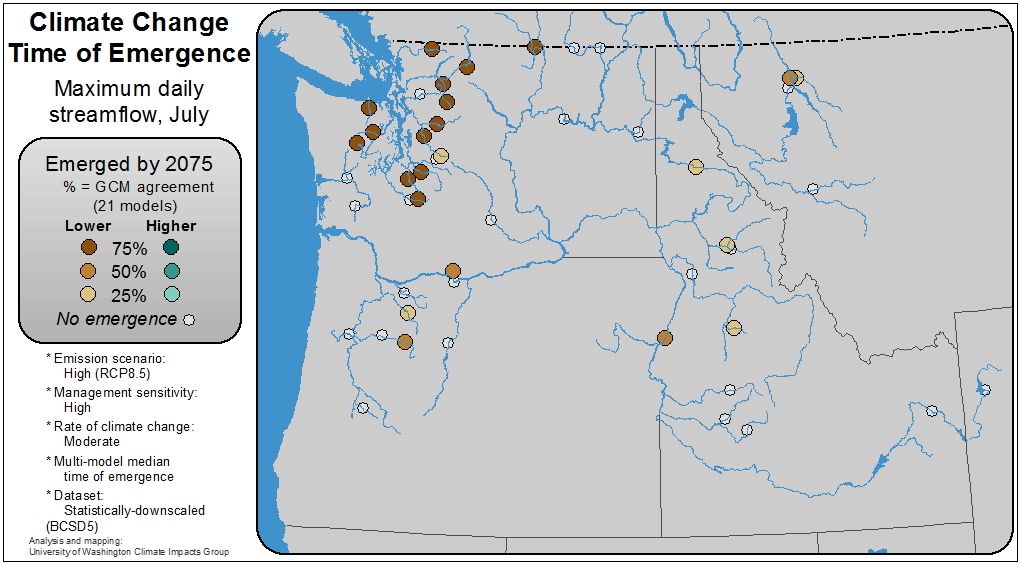 Climate Change
Time of Emergence
Maximum daily
streamflow, July
Emerged by 2075
% = GCM agreement
(21 models)
Lower Higher
75%
50%
25%
No emergence
* Emission scenario:
High (RCP8.5)
* Management sensitivity:
High
* Rate of climate change:
Moderate
* Multi-model median
time of emergence
* Dataset:
Statistically-downscaled
(BCSD5)
Analysis and mapping:
University of Washington Climate Impacts Group